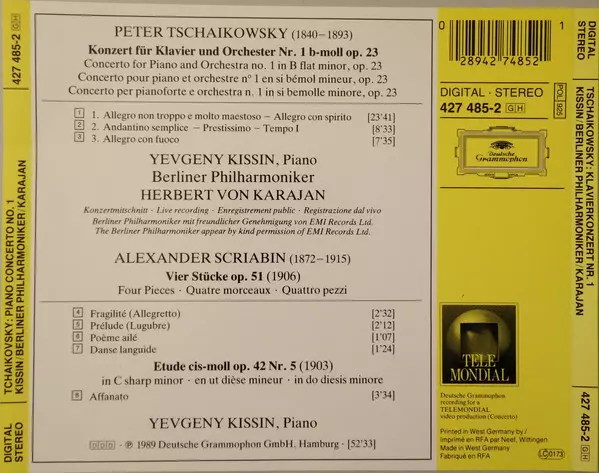 PETER TSCHAIKOWSKY (1840–1893)
Konzert für Klavier und Orchester Nr. 1 b-moll op. 23
Concerto for Piano and Orchestra no. 1 in B flat minor, op. 23
Concerto pour piano et orchestre n° 1 en si bémol mineur, op. 23
Concerto per pianoforte e orchestra n. 1 in si bemolle minore, op. 23
1 1. Allegro non troppo e molto maestoso – Allegro con spirito [23'41]
2 2. Andantino semplice – Prestissimo – Tempo I [8'33]
3 3. Allegro con fuoco [7'35]
YEVGENY KISSIN, Piano
Berliner Philharmoniker
HERBERT VON KARAJAN
Konzertmitschnitt · Live recording · Enregistrement public · Registrazione dal vivo
Berliner Philharmoniker mit freundlicher Genehmigung von EMI Records Ltd.
The Berliner Philharmoniker appear by kind permission of EMI Records Ltd.
ALEXANDER SCRIABIN (1872–1915)
Vier Stücke op. 51 (1906)
Four Pieces · Quatre morceaux · Quattro pezzi
4 Fragilité (Allegretto) [2'32]
5 Prélude (Lugubre) [2'12]
6 Poème ailé [1'07]
7 Danse languide [1'24]
Etude cis-moll op. 42 Nr. 5 (1903)
in C sharp minor · en ut dièse mineur · in do diesis minore
8 Affanato [3'34]
YEVGENY KISSIN, Piano
DDD · ℗ 1989 Deutsche Grammophon GmbH, Hamburg · [52'33]
0 28942 74852 0 1
DIGITAL · STEREO
427 485-2 GH
POL 925
Deutsche
Grammophon
TELE
MONDIAL
Deutsche Grammophon
recording for a
TELEMONDIAL
video production (Concerto)
Printed in West Germany by /
imprimé en RFA par Neef, Wittingen
Made in West Germany
Fabriqué en RFA
LC 0173
DIGITAL
STEREO
TCHAIKOVSKY: PIANO CONCERTO NO. 1
KISSIN/BERLINER PHILHARMONIKER/KARAJAN
427 485-2 GH
DIGITAL
STEREO
TSCHAIKOWSKY: KLAVIERKONZERT NR. 1
KISSIN/BERLINER PHILHARMONIKER/KARAJAN
427 485-2 GH